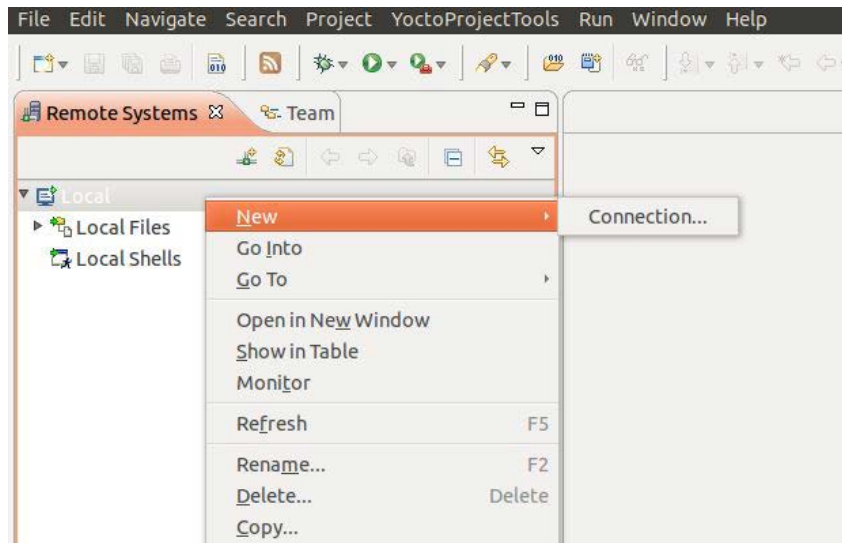 File Edit Navigate Search Project YoctoProjectTools Run Window Help
010
010
Remote Systems Team
Local
New
Connection...
Local Files
Go Into
Local Shells
Go To
Open in New Window
Show in Table
Monitor
Refresh F5
Rename... F2
Delete... Delete
Copy...